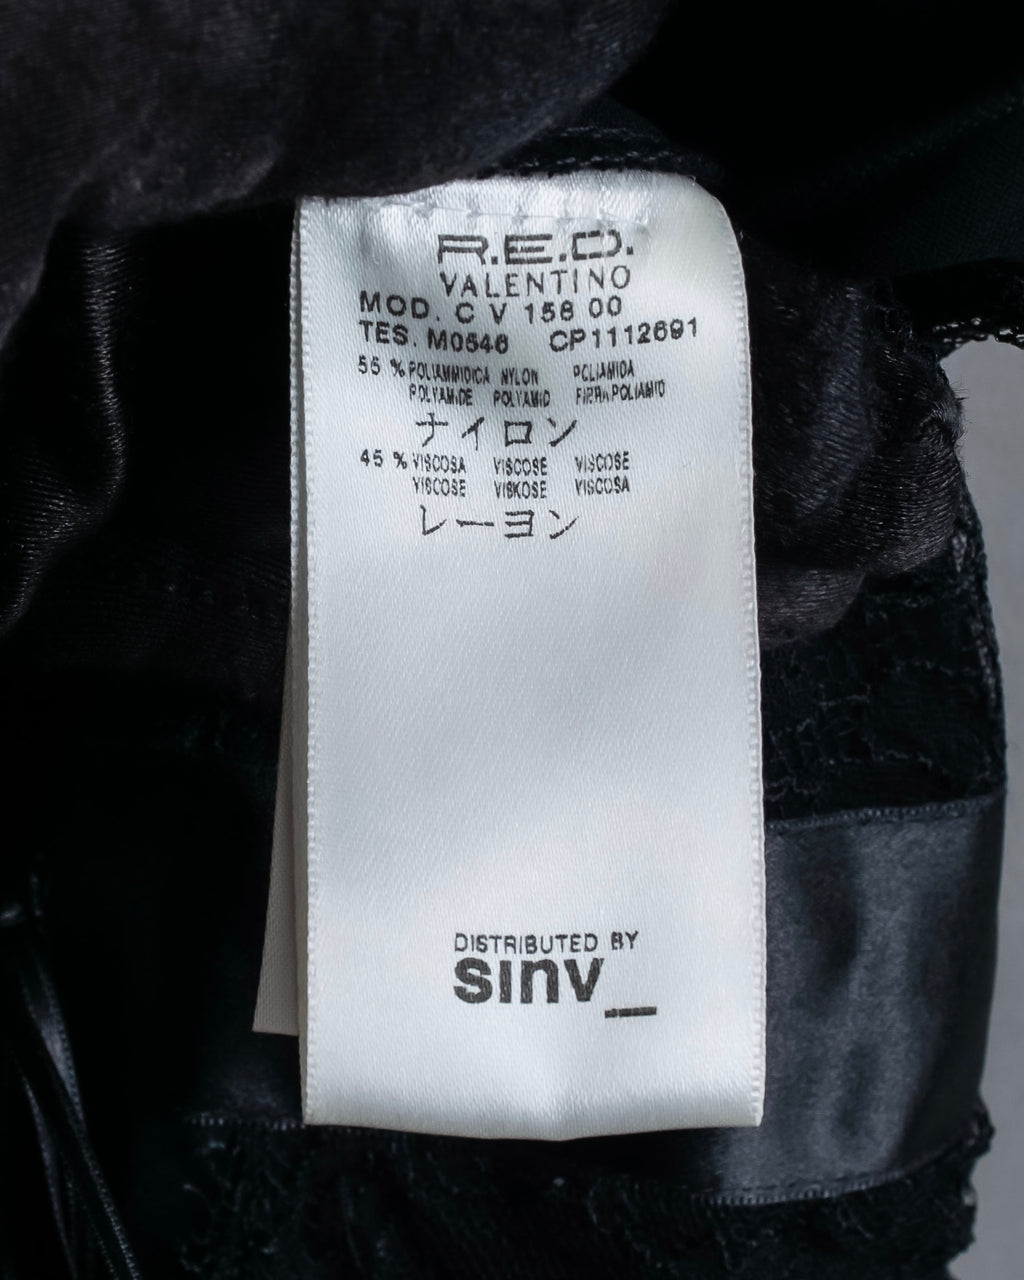 R.E.D.
VALENTINO
MOD. C V 158 00
TES. M0546 CP1112691
55 % POLIAMMIDICA NYLON POLIAMIDA
POLYAMIDE POLYAMID FIBRA POLIAMID
ナイロン
45 % VISCOSA VISCOSE VISCOSE
VISCOSE VISKOSE VISCOSA
レーヨン
DISTRIBUTED BY
sınv_